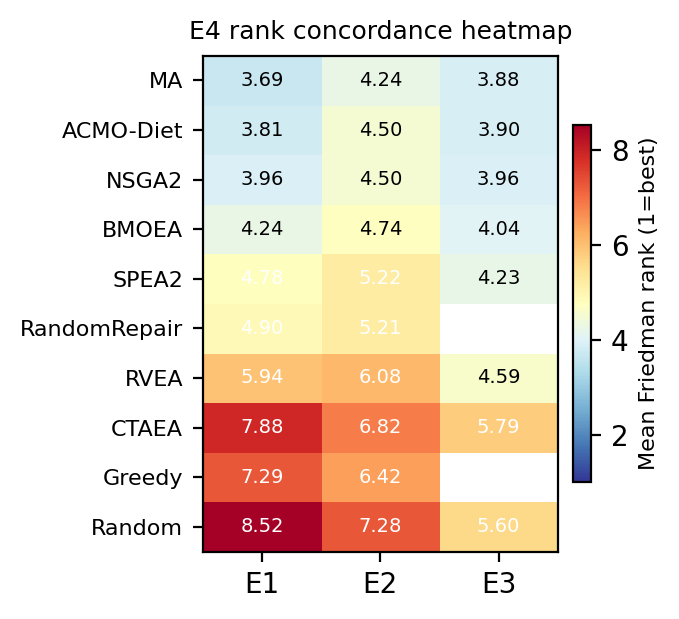 E4 rank concordance heatmap
MA 3.69 4.24 3.88
ACMO-Diet 3.81 4.50 3.90
NSGA2 3.96 4.50 3.96
BMOEA 4.24 4.74 4.04
SPEA2 4.78 5.22 4.23
RandomRepair 4.90 5.21
RVEA 5.94 6.08 4.59
CTAEA 7.88 6.82 5.79
Greedy 7.29 6.42
Random 8.52 7.28 5.60
E1 E2 E3
8
6
4
2
Mean Friedman rank (1=best)